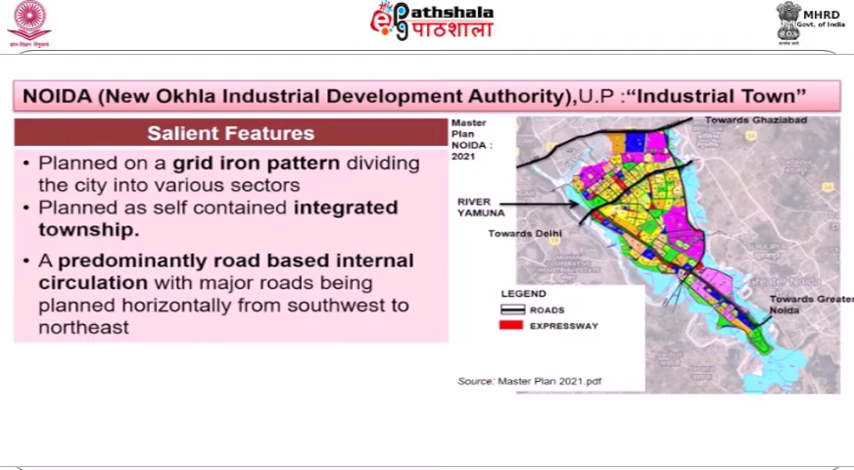 Pathshala
पाठशाला
MHRD
Govt. of India
NOIDA (New Okhla Industrial Development Authority),U.P :“Industrial Town”
Salient Features
• Planned on a grid iron pattern dividing
the city into various sectors
• Planned as self contained integrated
township.
• A predominantly road based internal
circulation with major roads being
planned horizontally from southwest to
northeast
Master
Plan
NOIDA :
2021
Towards Ghaziabad
RIVER
YAMUNA
Towards Delhi
Greater Noida
Towards Greater
Noida
LEGEND
ROADS
EXPRESSWAY
Source: Master Plan 2021.pdf